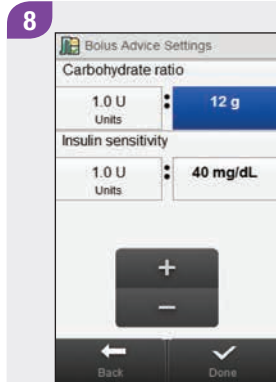 8
Bolus Advice Settings
Carbohydrate ratio
1.0 U : 12 g
Units
Insulin sensitivity
1.0 U : 40 mg/dL
Units
+
−
Back Done